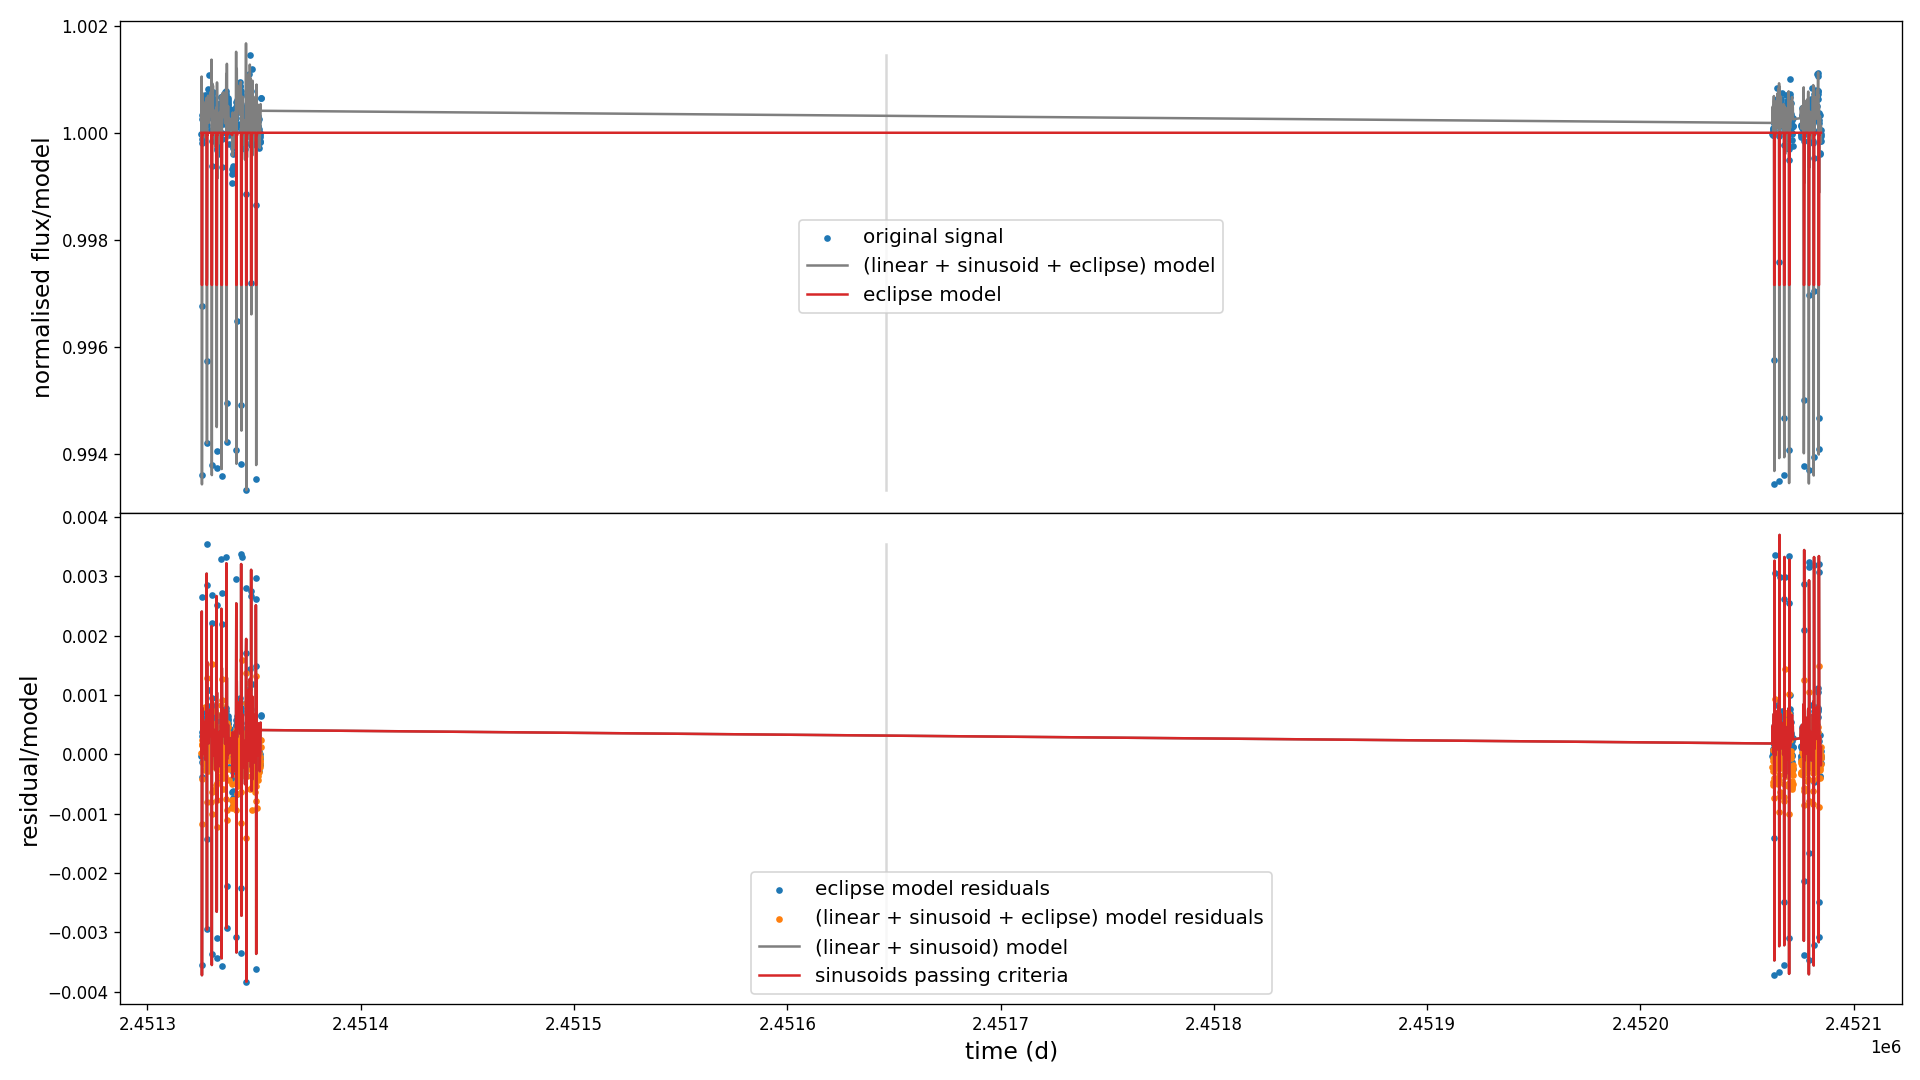 1.002
1.000
0.998
0.996
0.994
normalised flux/model
original signal
(linear + sinusoid + eclipse) model
eclipse model
0.004
0.003
0.002
0.001
0.000
−0.001
−0.002
−0.003
−0.004
residual/model
eclipse model residuals
(linear + sinusoid + eclipse) model residuals
(linear + sinusoid) model
sinusoids passing criteria
2.4513 2.4514 2.4515 2.4516 2.4517 2.4518 2.4519 2.4520 2.4521
1e6
time (d)